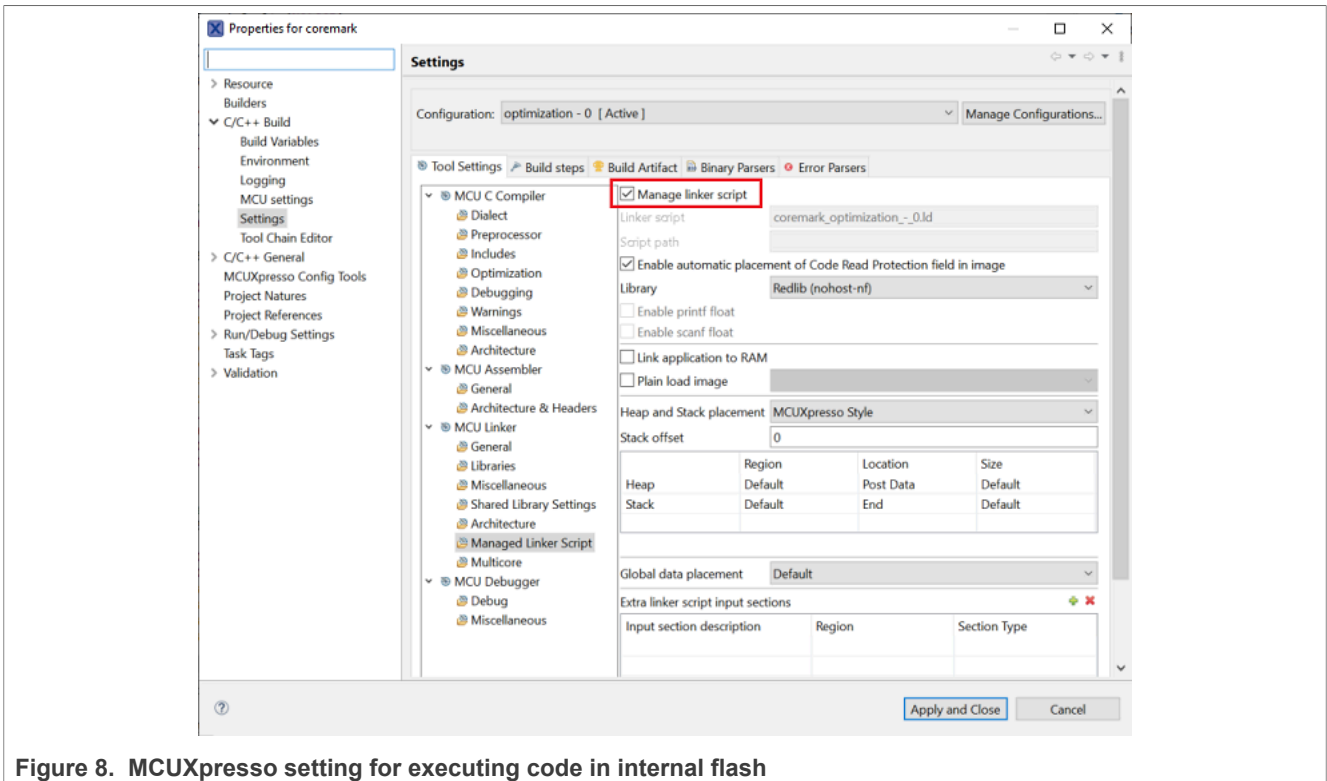 Properties for coremark
Settings
Resource
Builders
C/C++ Build
Build Variables
Environment
Logging
MCU settings
Settings
Tool Chain Editor
C/C++ General
MCUXpresso Config Tools
Project Natures
Project References
Run/Debug Settings
Task Tags
Validation
Configuration: optimization - 0 [ Active ] Manage Configurations...
Tool Settings Build steps Build Artifact Binary Parsers Error Parsers
MCU C Compiler
Dialect
Preprocessor
Includes
Optimization
Debugging
Warnings
Miscellaneous
Architecture
MCU Assembler
General
Architecture & Headers
MCU Linker
General
Libraries
Miscellaneous
Shared Library Settings
Architecture
Managed Linker Script
Multicore
MCU Debugger
Debug
Miscellaneous
Manage linker script
Linker script coremark_optimization_-_0.ld
Script path
Enable automatic placement of Code Read Protection field in image
Library Redlib (nohost-nf)
Enable printf float
Enable scanf float
Link application to RAM
Plain load image
Heap and Stack placement MCUXpresso Style
Stack offset 0
Region Location Size
Heap Default Post Data Default
Stack Default End Default
Global data placement Default
Extra linker script input sections
Input section description Region Section Type
? Apply and Close Cancel
Figure 8. MCUXpresso setting for executing code in internal flash